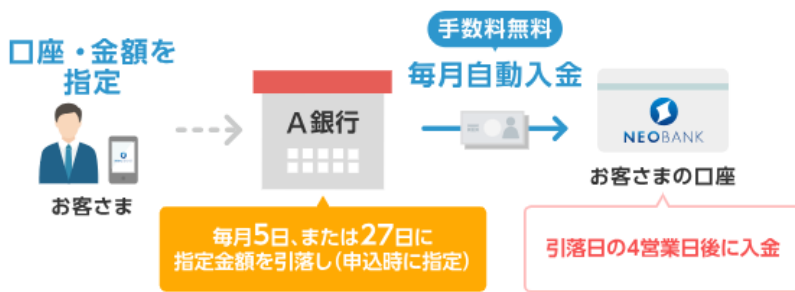 口座・金額を
指定
お客さま
A銀行
毎月5日、または27日に
指定金額を引落し(申込時に指定)
手数料無料
毎月自動入金
NEOBANK
お客さまの口座
引落日の4営業日後に入金